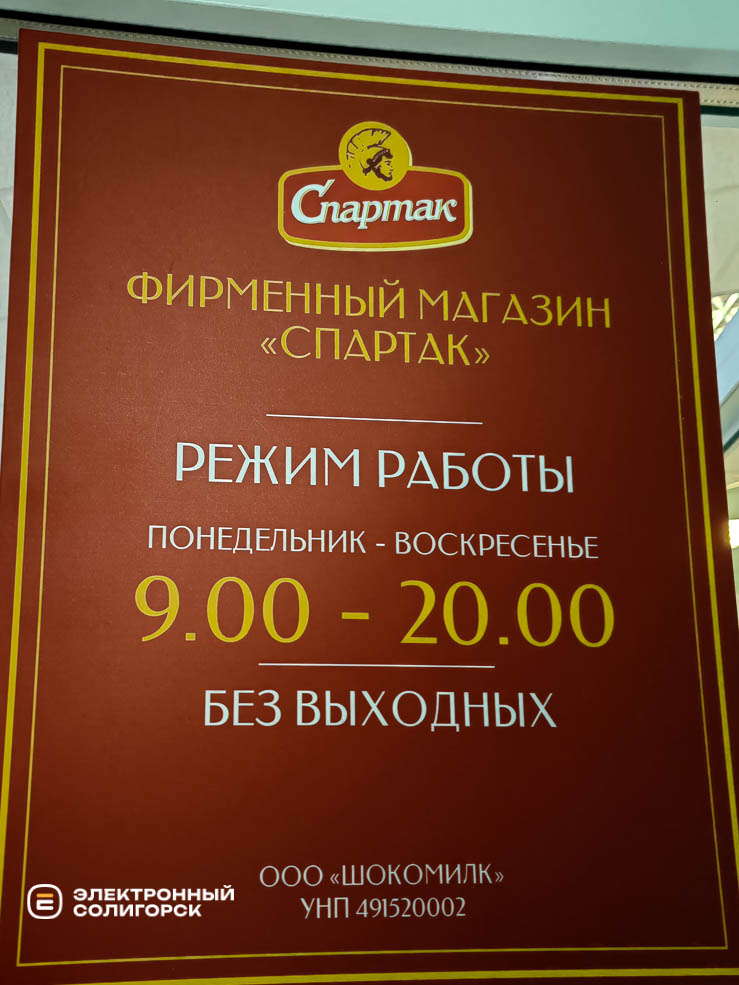 Спартак
ФИРМЕННЫЙ МАГАЗИН
«СПАРТАК»
РЕЖИМ РАБОТЫ
ПОНЕДЕЛЬНИК - ВОСКРЕСЕНЬЕ
9.00 - 20.00
БЕЗ ВЫХОДНЫХ
ООО «ШОКОМИЛК»
УНП 491520002
ЭЛЕКТРОННЫЙ
СОЛИГОРСК